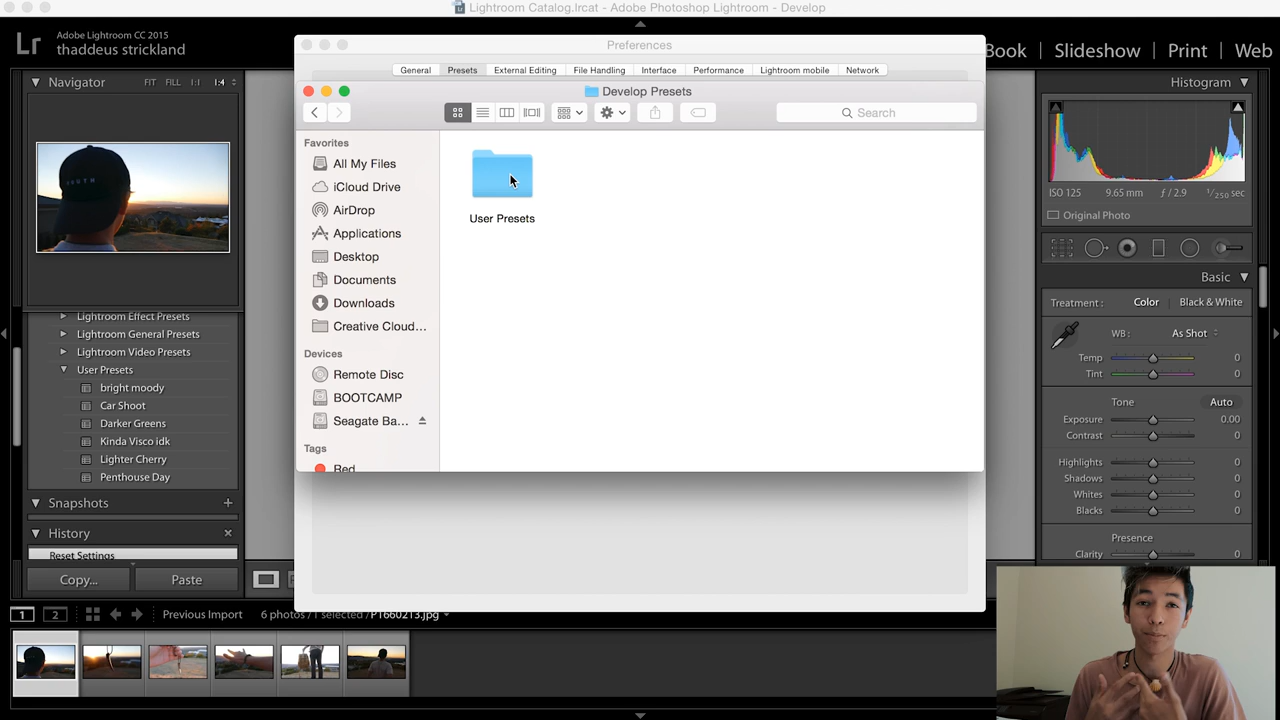 Lightroom Catalog.lrcat - Adobe Photoshop Lightroom - Develop
Lr
Adobe Lightroom CC 2015
thaddeus strickland
Book | Slideshow | Print | Web
Preferences
General Presets External Editing File Handling Interface Performance Lightroom mobile Network
Develop Presets
Search
Favorites
All My Files
iCloud Drive
AirDrop
Applications
Desktop
Documents
Downloads
Creative Cloud...
Devices
Remote Disc
BOOTCAMP
Seagate Ba...
Tags
Red
User Presets
Navigator FIT FILL 1:1 1:4
Lightroom Effect Presets
Lightroom General Presets
Lightroom Video Presets
User Presets
bright moody
Car Shoot
Darker Greens
Kinda Visco idk
Lighter Cherry
Penthouse Day
Snapshots +
History
Reset Settings
Copy... Paste
1 2 Previous Import 6 photos / 1 selected / P1660213.jpg
Histogram
ISO 125 9.65 mm ƒ / 2.9 1/250 sec
Original Photo
Basic
Treatment : Color Black & White
WB : As Shot
Temp 0
Tint 0
Tone Auto
Exposure 0.00
Contrast 0
Highlights 0
Shadows 0
Whites 0
Blacks 0
Presence
Clarity 0